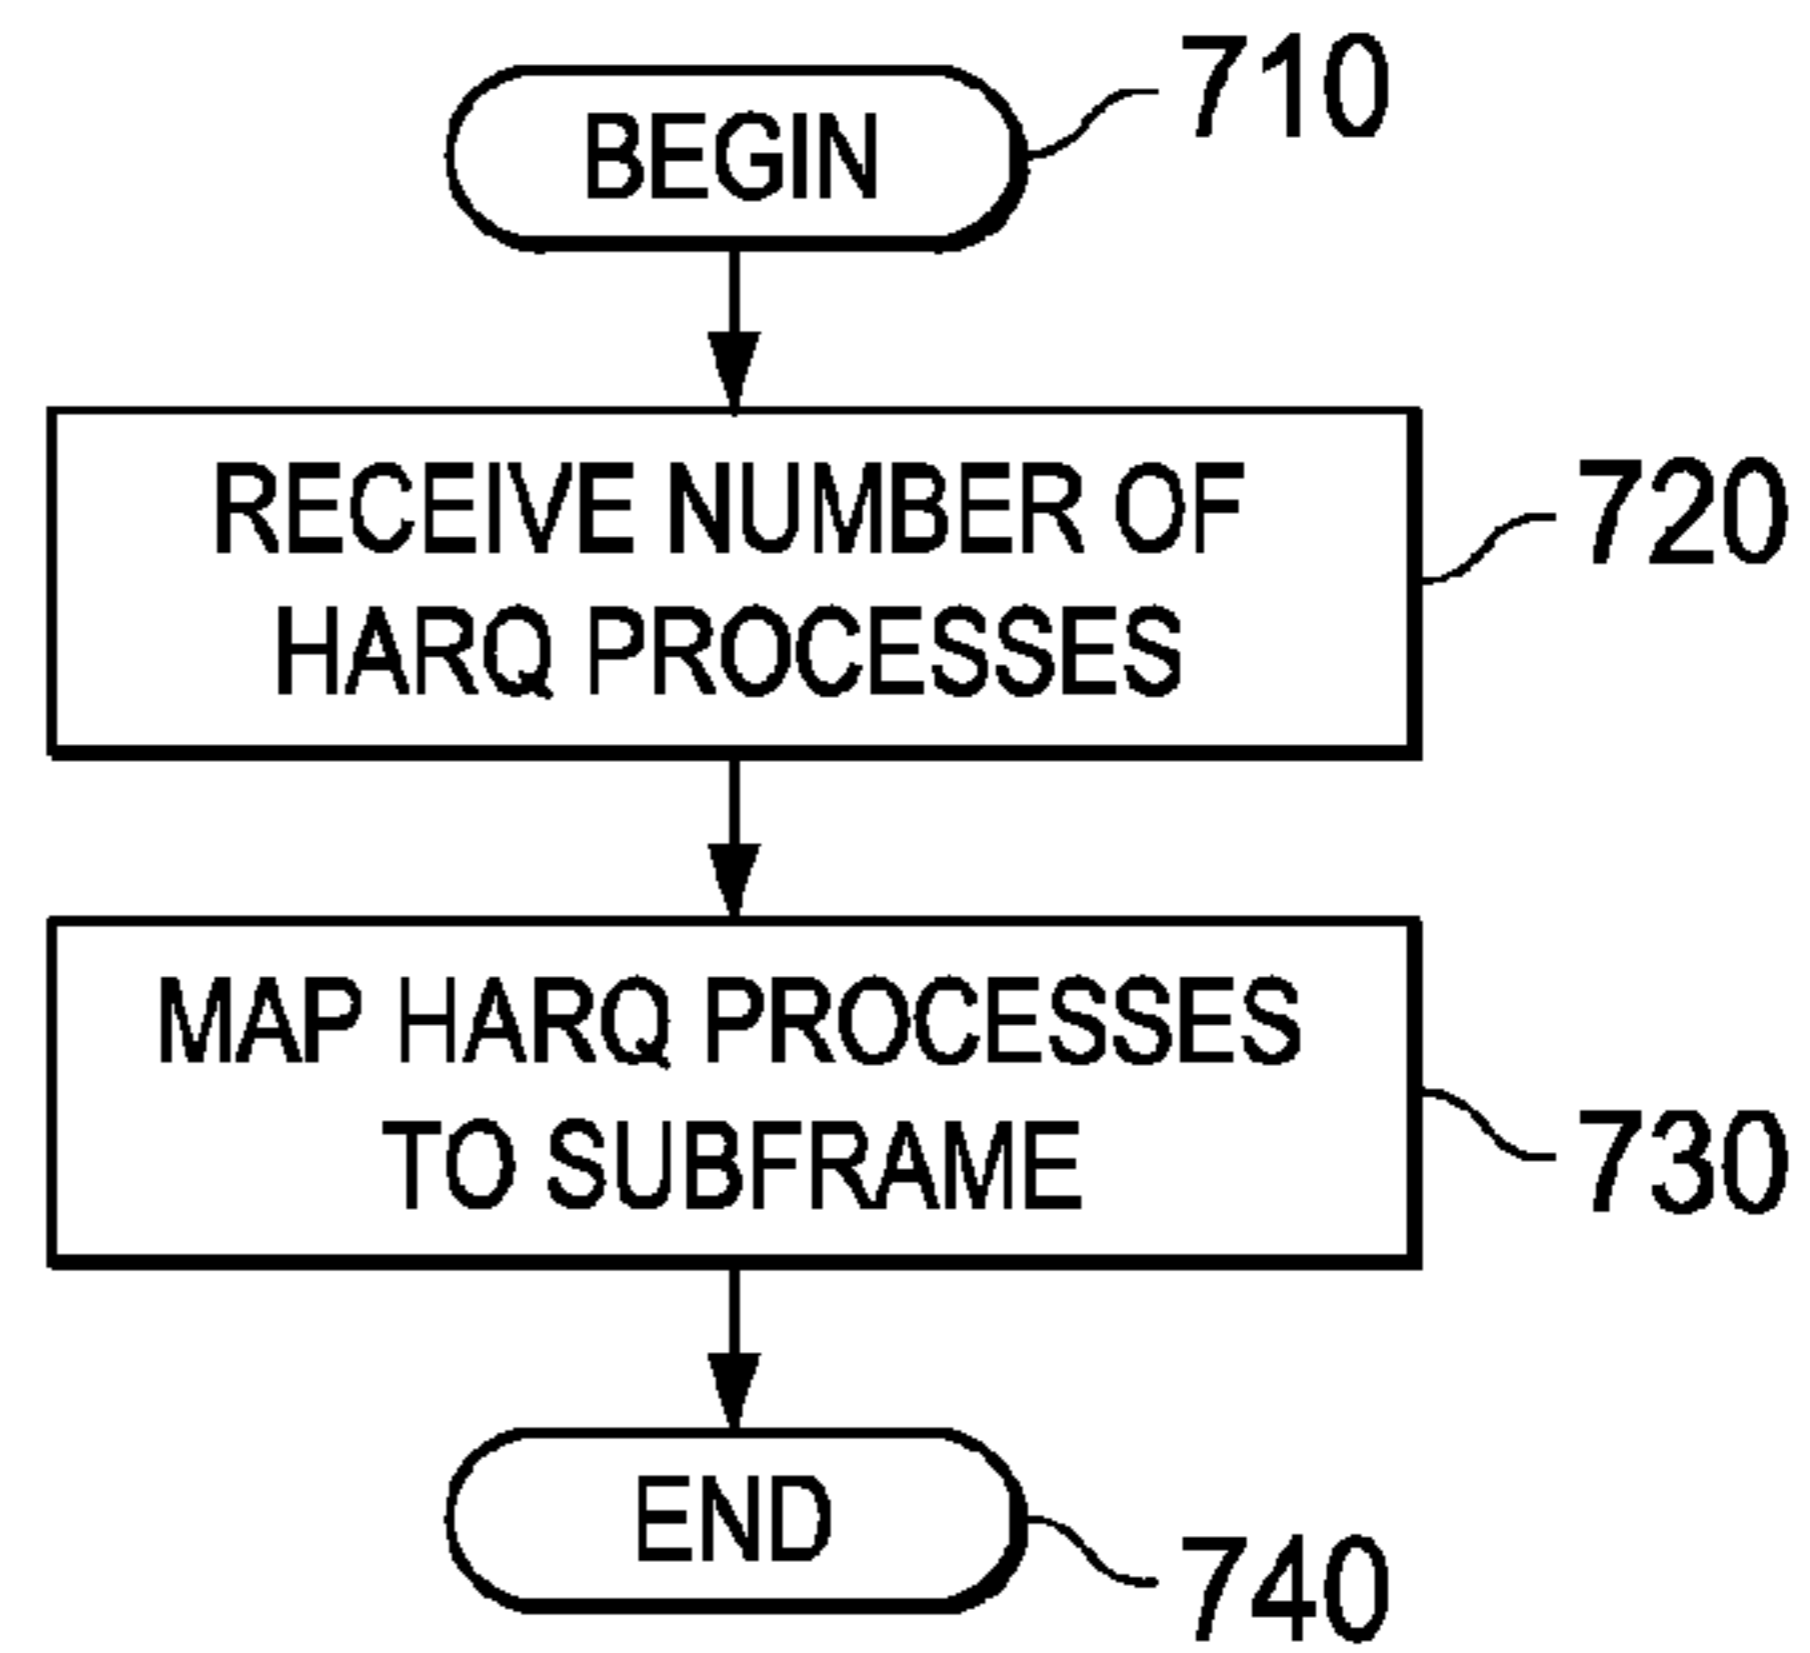 BEGIN
710
RECEIVE NUMBER OF
HARQ PROCESSES
720
MAP HARQ PROCESSES
TO SUBFRAME
730
END
740